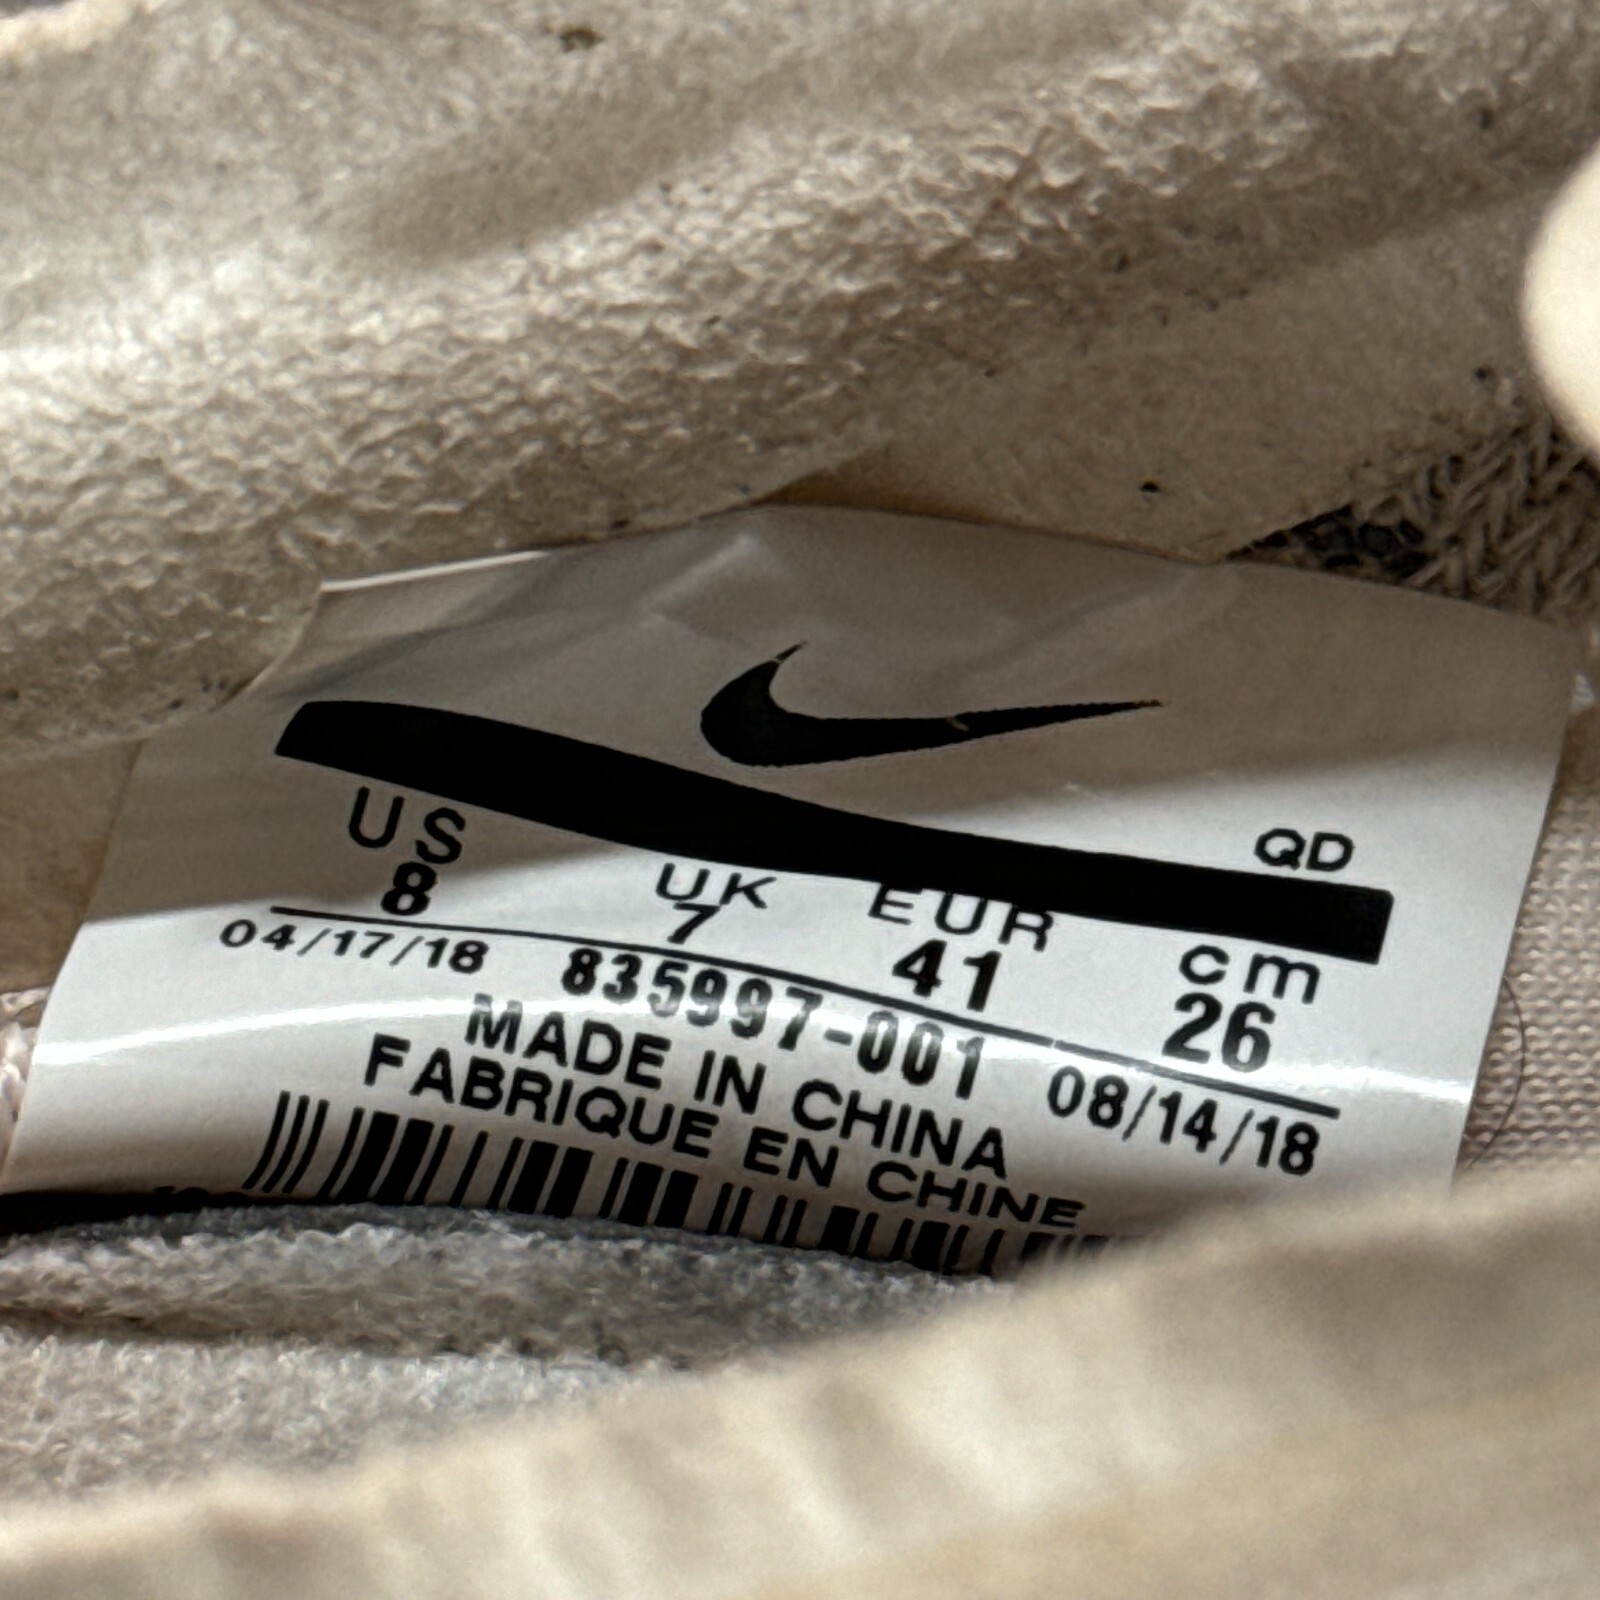 QD
US UK EUR cm
8 7 41 26
04/17/18 835997-001 08/14/18
MADE IN CHINA
FABRIQUE EN CHINE